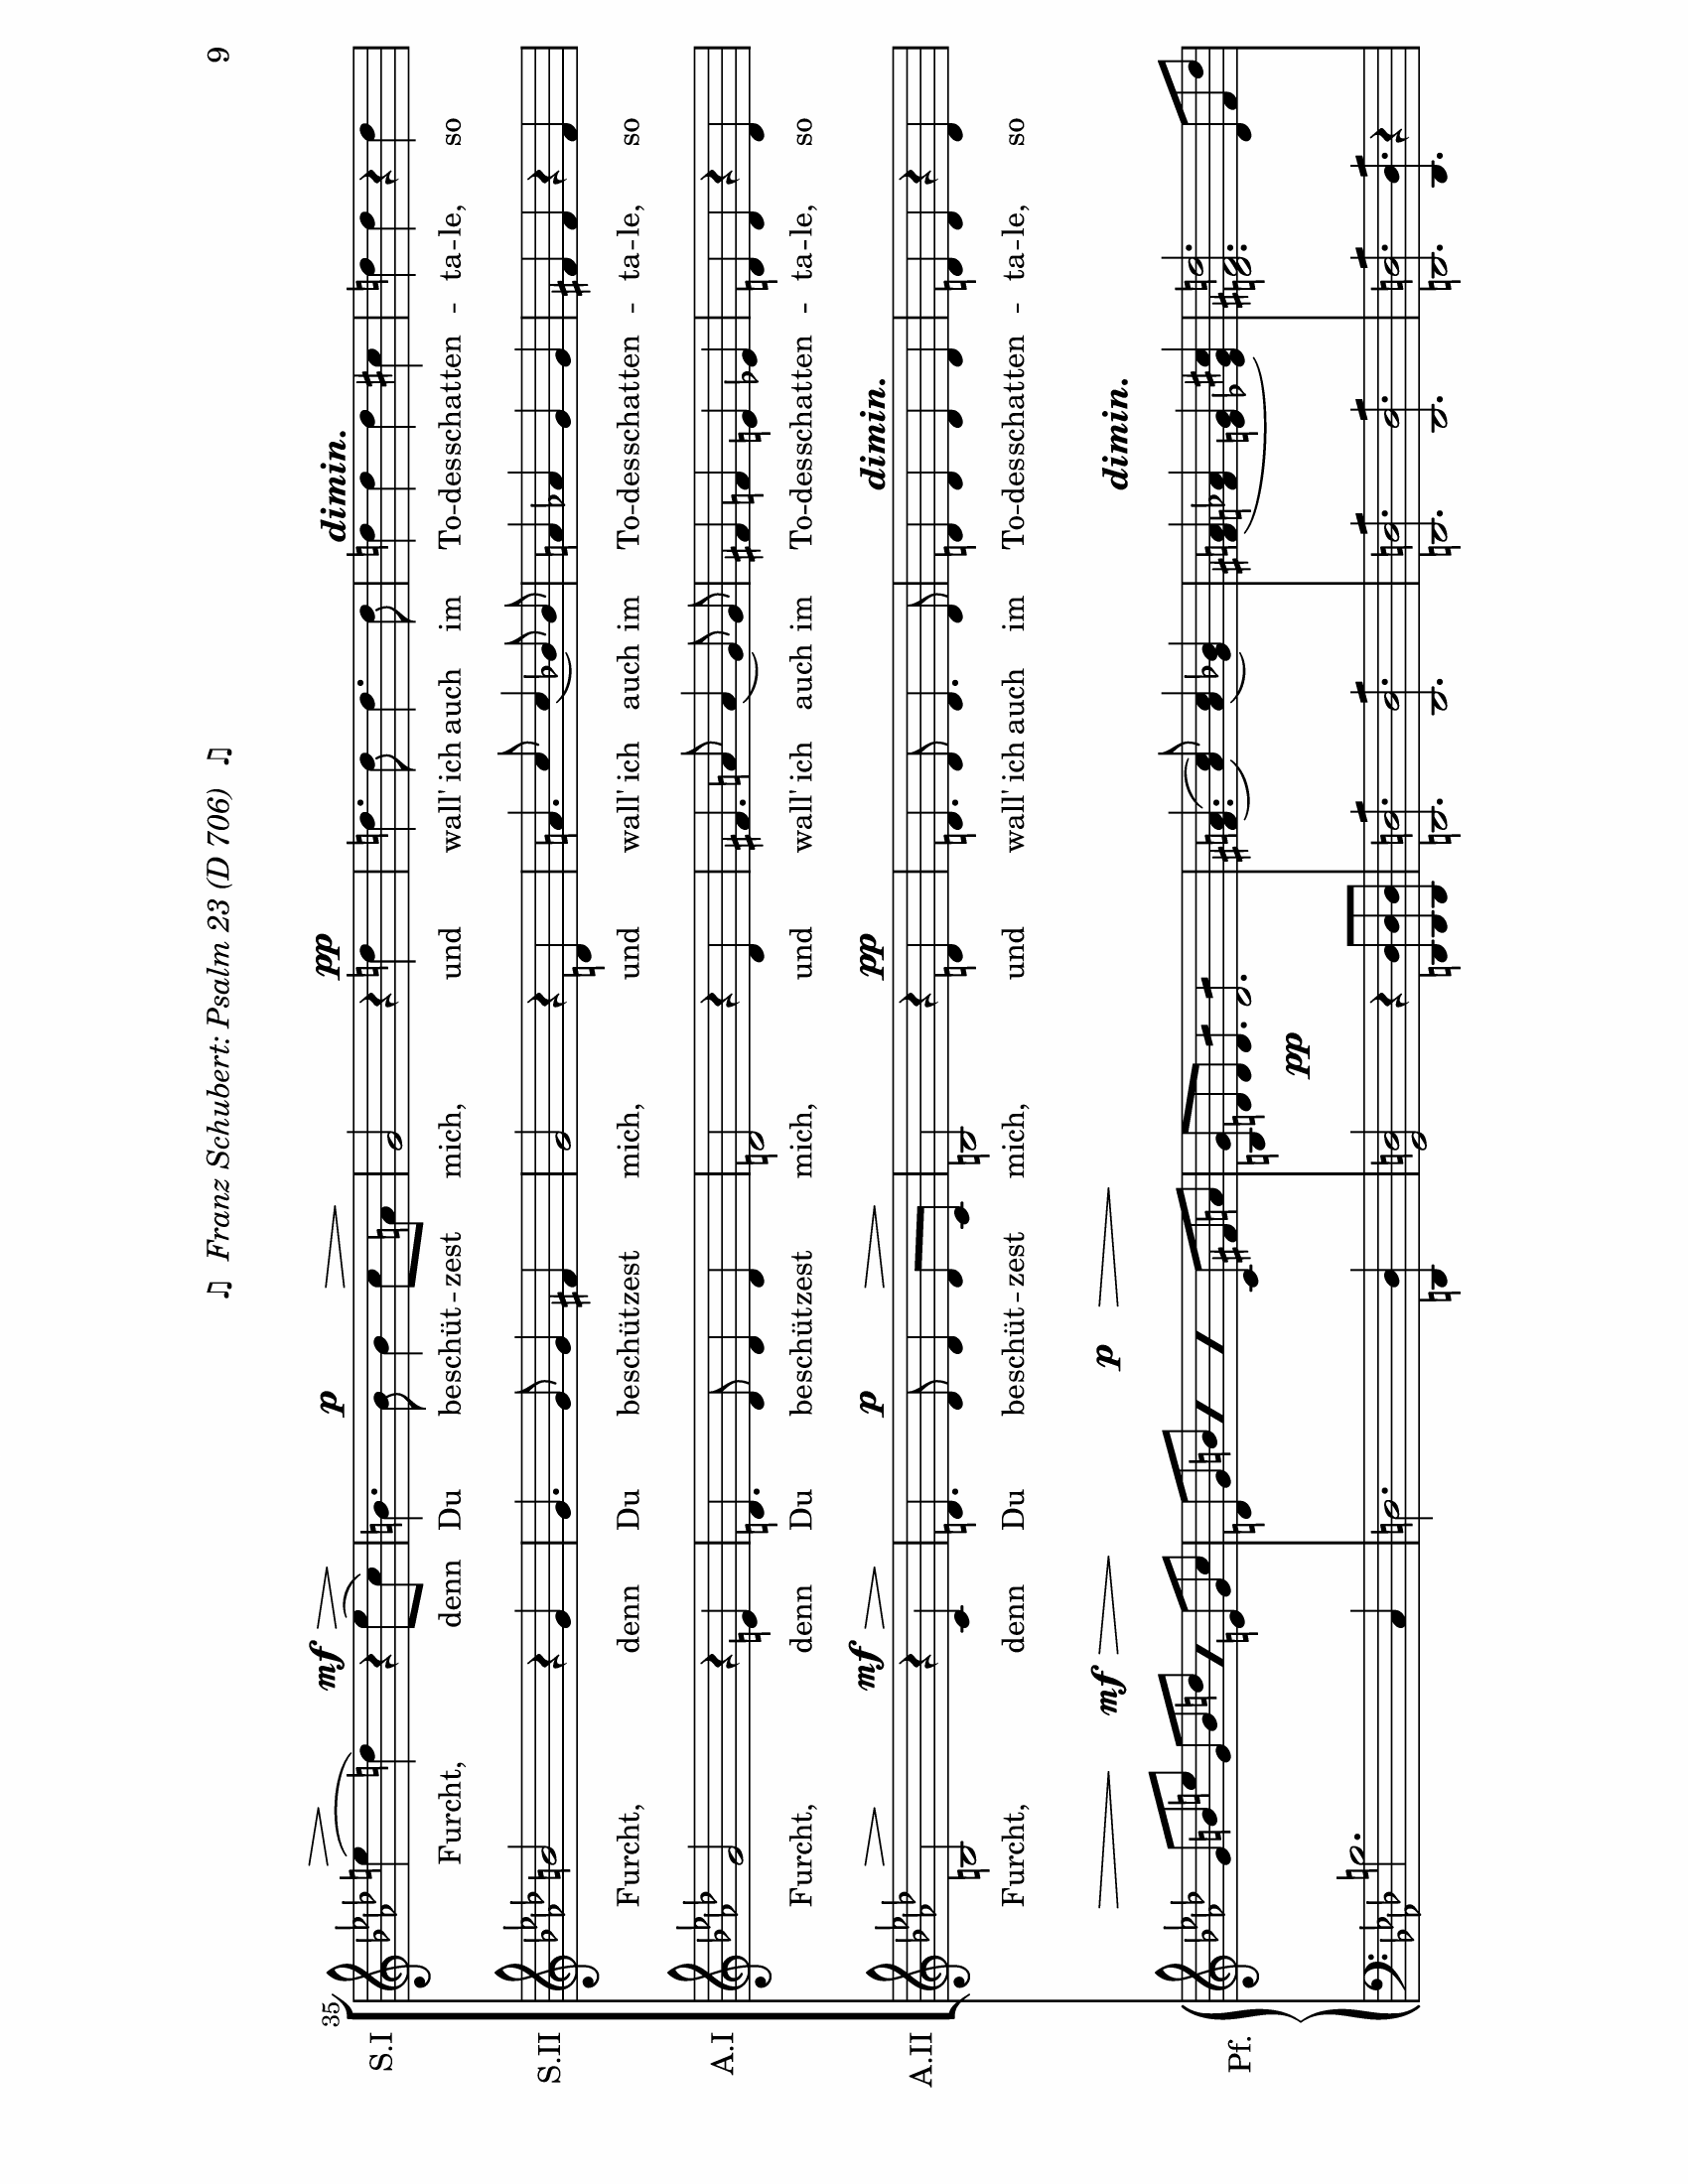 ♫ Franz Schubert: Psalm 23 (D 706) ♫ 9
35
mf p pp dimin.
S.I
Furcht, denn Du beschüt-zest mich, und wall' ich auch im To-desschatten - ta-le, so
S.II
Furcht, denn Du beschützest mich, und wall' ich auch im To-desschatten - ta-le, so
A.I
Furcht, denn Du beschützest mich, und wall' ich auch im To-desschatten - ta-le, so
mf p pp dimin.
A.II
Furcht, denn Du beschüt-zest mich, und wall' ich auch im To-desschatten - ta-le, so
mf p dimin.
Pf.
pp